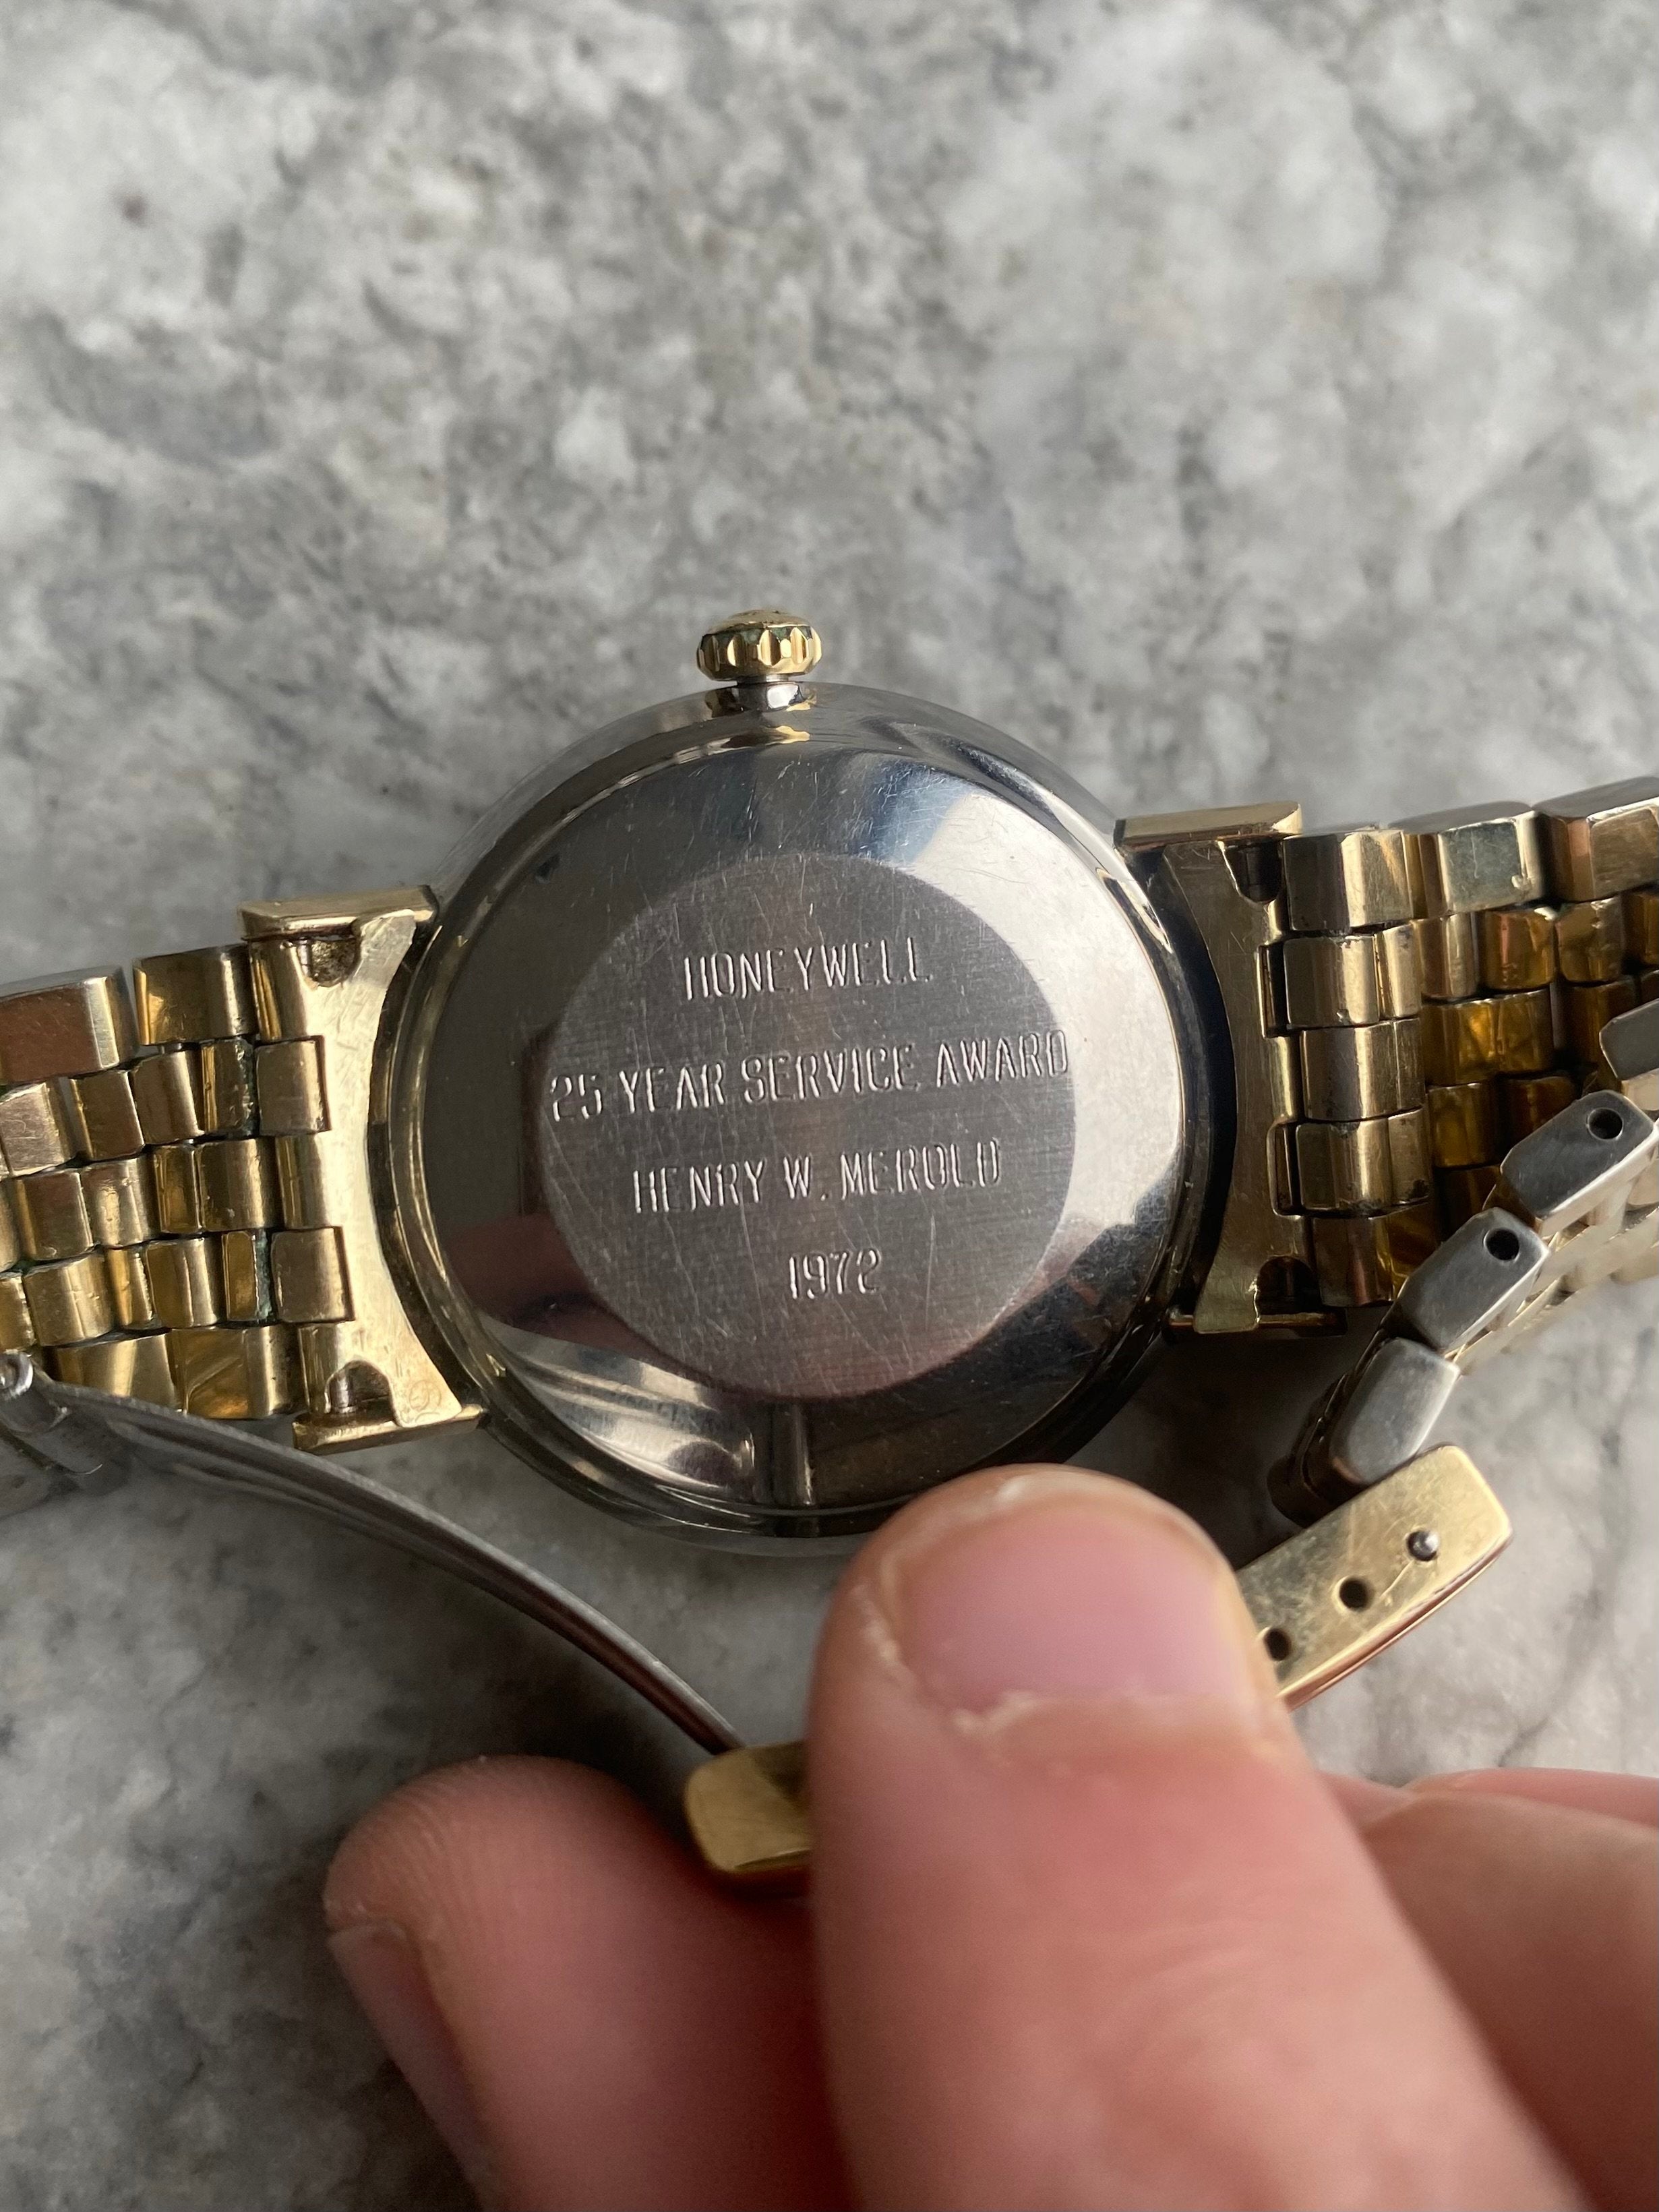 HONEYWELL
25 YEAR SERVICE AWARD
HENRY W. MEROLD
1972